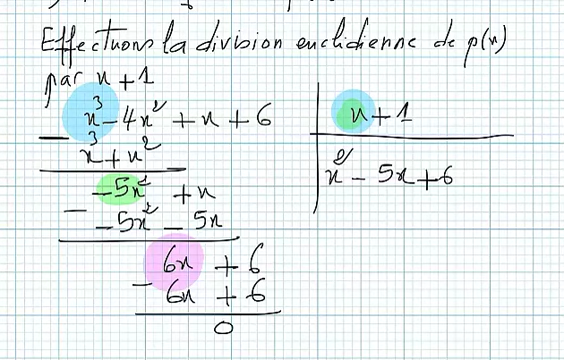 Effectuons la division euclidienne de p(x)
par x + 1
x³ - 4x² + x + 6 | x + 1
- x³ + x² | x² - 5x + 6
-5x² + x
- -5x² - 5x
6x + 6
- 6x + 6
0